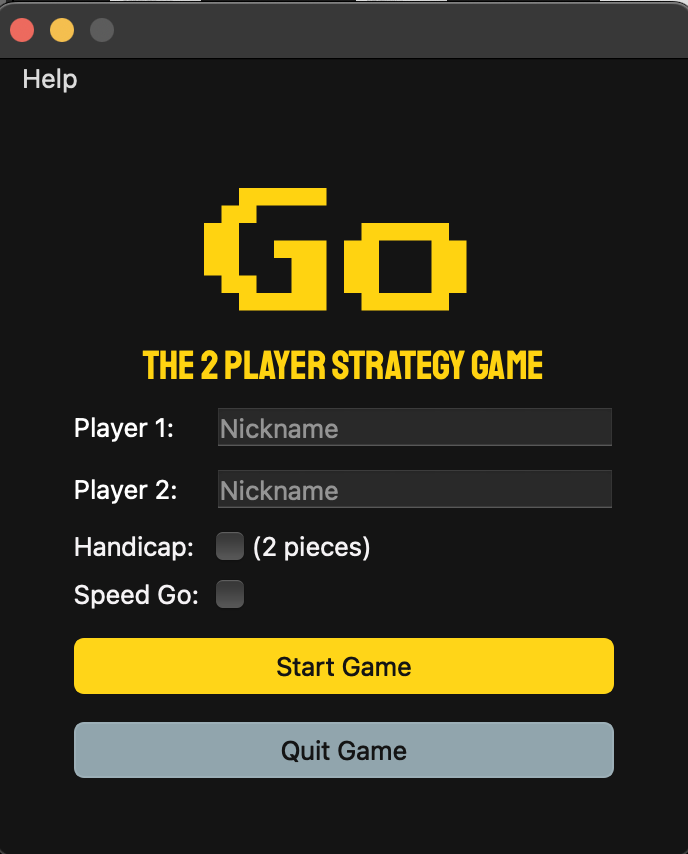 Help
Go
THE 2 PLAYER STRATEGY GAME
Player 1: Nickname
Player 2: Nickname
Handicap: (2 pieces)
Speed Go:
Start Game
Quit Game